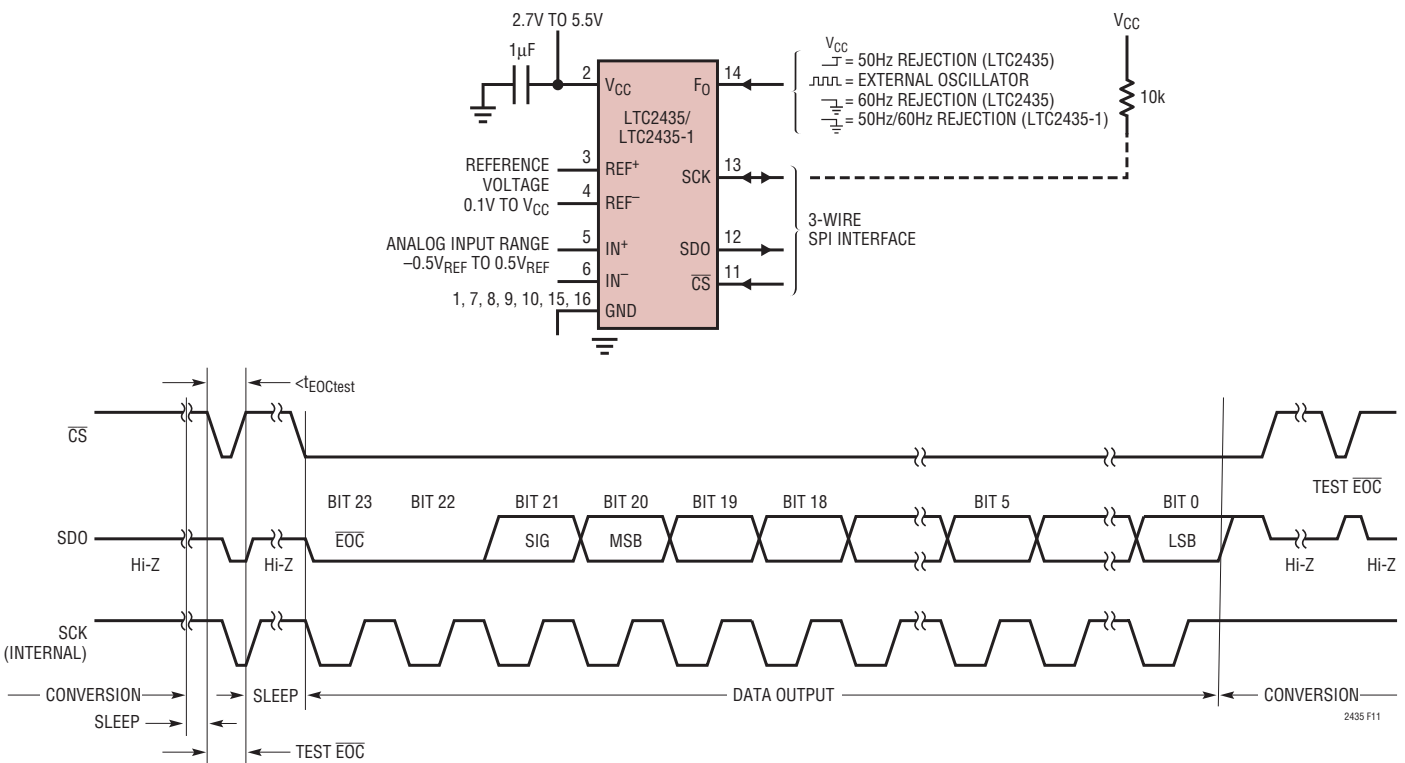 2.7V TO 5.5V
VCC
1µF
2
VCC
FO
14
VCC
= 50Hz REJECTION (LTC2435)
= EXTERNAL OSCILLATOR
= 60Hz REJECTION (LTC2435)
= 50Hz/60Hz REJECTION (LTC2435-1)
10k
LTC2435/
LTC2435-1
REFERENCE
VOLTAGE
0.1V TO VCC
3
REF+
4
REF–
SCK
13
ANALOG INPUT RANGE
–0.5VREF TO 0.5VREF
5
IN+
6
IN–
SDO
12
CS
11
3-WIRE
SPI INTERFACE
1, 7, 8, 9, 10, 15, 16
GND
<tEOCtest
CS
TEST EOC
BIT 23
BIT 22
BIT 21
BIT 20
BIT 19
BIT 18
BIT 5
BIT 0
SDO
EOC
SIG
MSB
LSB
Hi-Z
Hi-Z
Hi-Z
Hi-Z
SCK
(INTERNAL)
CONVERSION
SLEEP
DATA OUTPUT
CONVERSION
SLEEP
TEST EOC
2435 F11